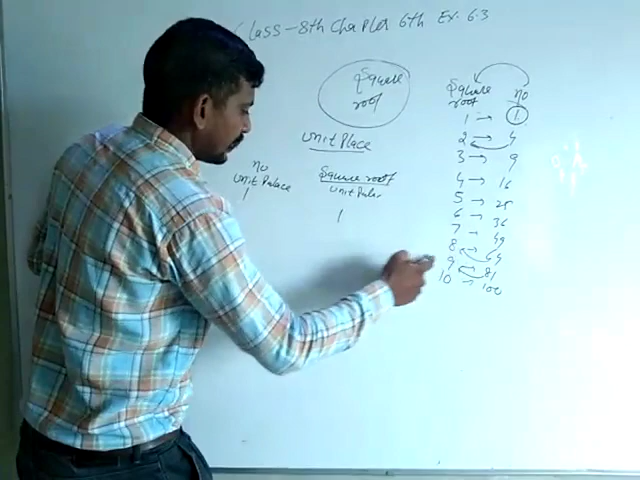 Class - 8th Chapter 6th Ex. 6.3
Square
root
Unit Place
no
Unit Palace
1
Square root
Unit Palac
1
Square
root
no
1 → 1
2 → 4
3 → 9
4 → 16
5 → 25
6 → 36
7 → 49
8 → 64
9 → 81
10 → 100